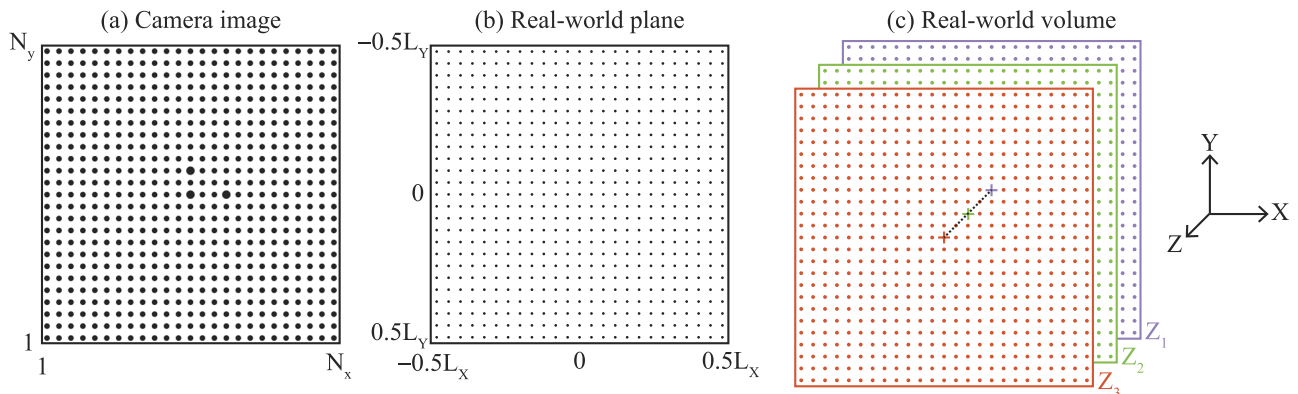 (a) Camera image
N_y
1
1
N_x
(b) Real-world plane
−0.5L_Y
0
0.5L_Y
−0.5L_X
0
0.5L_X
(c) Real-world volume
Z_1
Z_2
Z_3
Y
X
Z